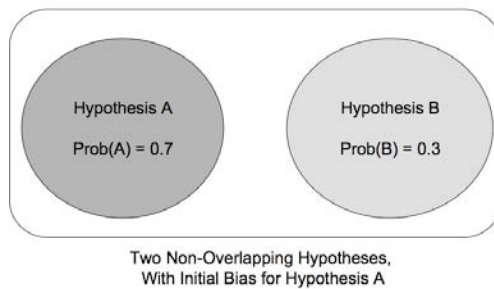 Hypothesis A
Prob(A) = 0.7
Hypothesis B
Prob(B) = 0.3
Two Non-Overlapping Hypotheses,
With Initial Bias for Hypothesis A